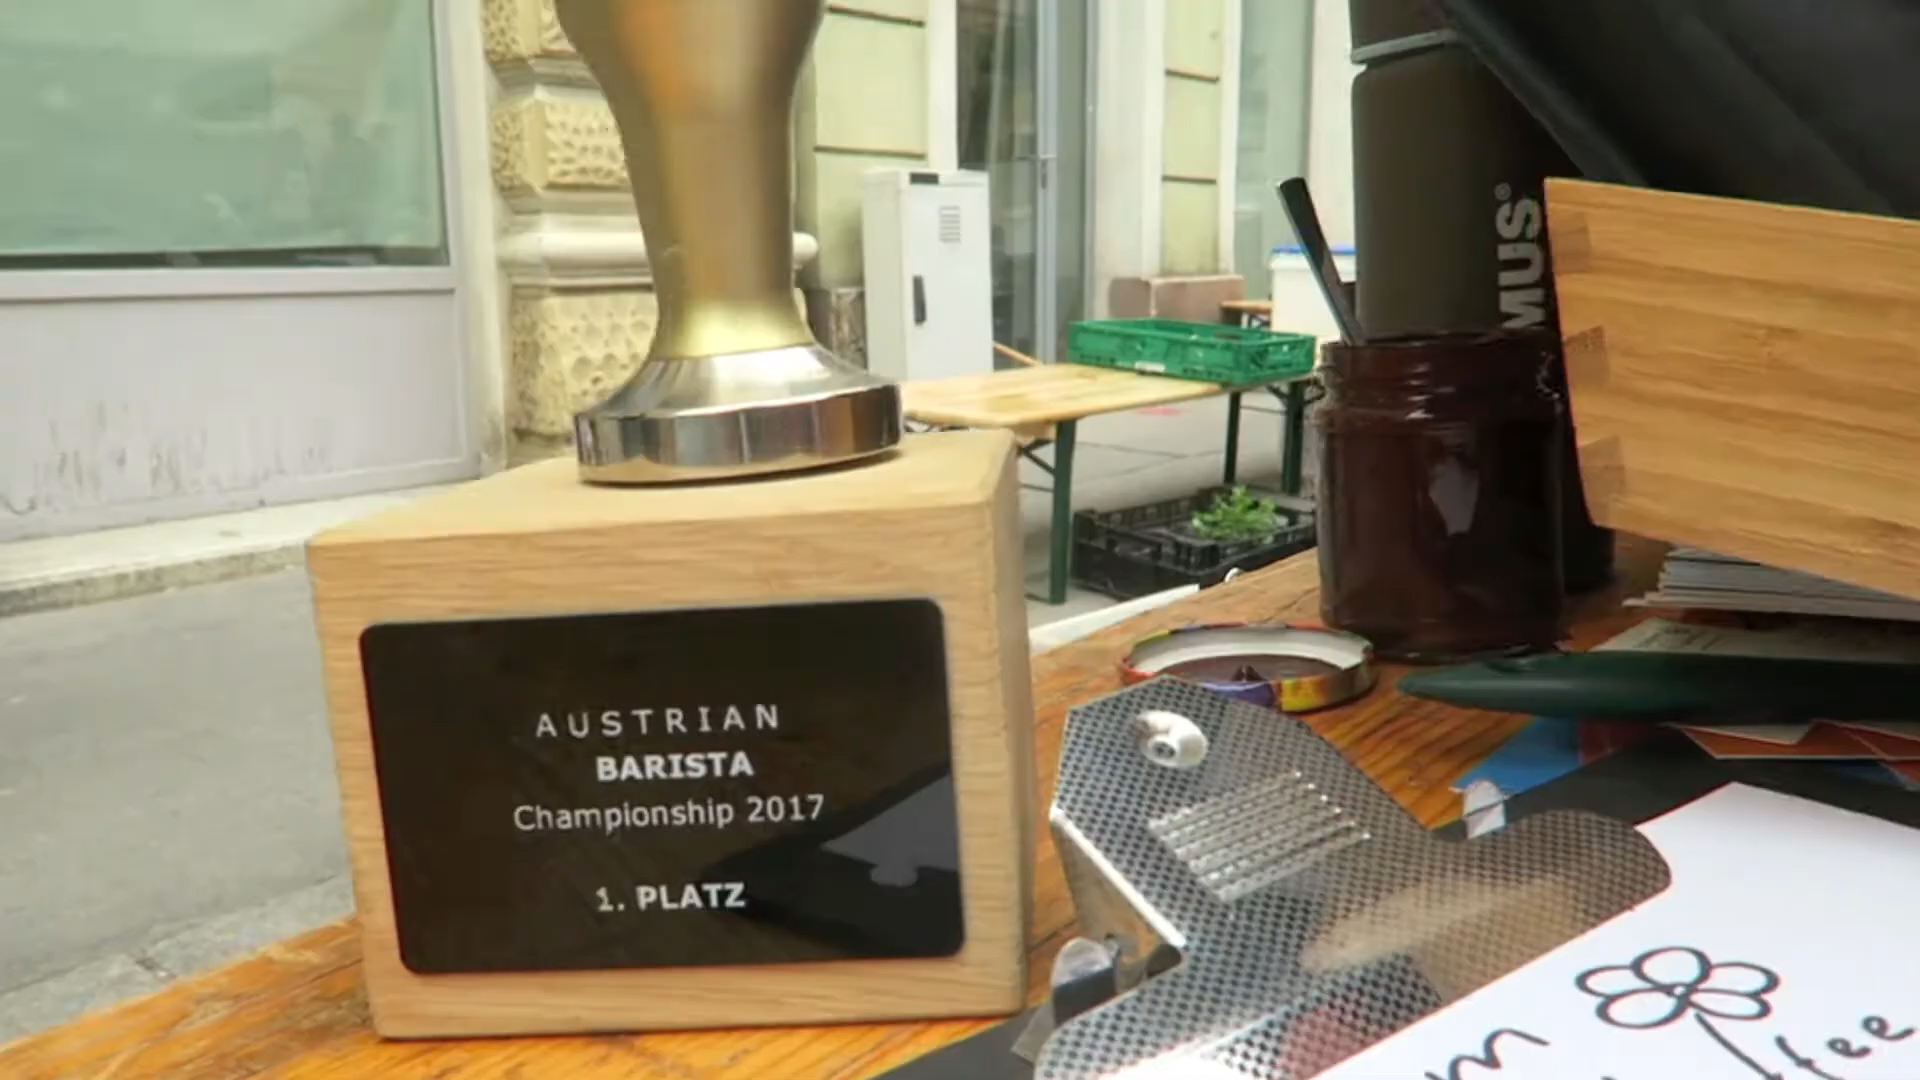 AUSTRIAN
BARISTA
Championship 2017
1. PLATZ
MUS®